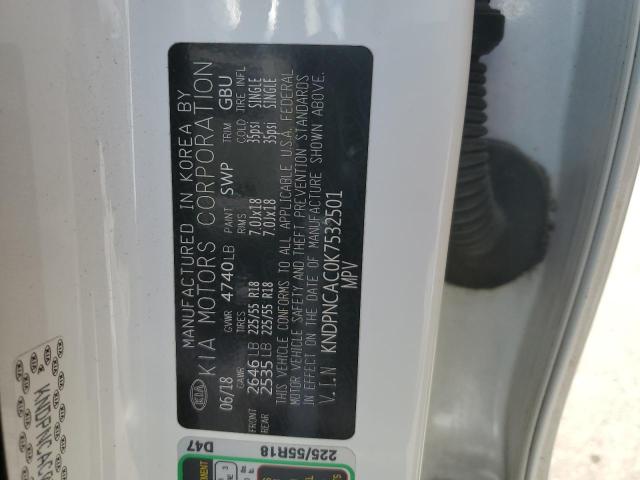 MANUFACTURED IN KOREA BY
KIA MOTORS CORPORATION
KIA
06/18 GVWR 4740LB PAINT SWP TRIM GBU
GAWR TIRES RIMS COLD TIRE INFL
FRONT 2646LB 225/55 R18 7.0JX18 35psi SINGLE
REAR 2535LB 225/55 R18 7.0JX18 35psi SINGLE
THIS VEHICLE CONFORMS TO ALL APPLICABLE U.S.A. FEDERAL
MOTOR VEHICLE SAFETY AND THEFT PREVENTION STANDARDS
IN EFFECT ON THE DATE OF MANUFACTURE SHOWN ABOVE.
V.I.N KNDPNCAC0K7532501
MPV
D47
225/55R18